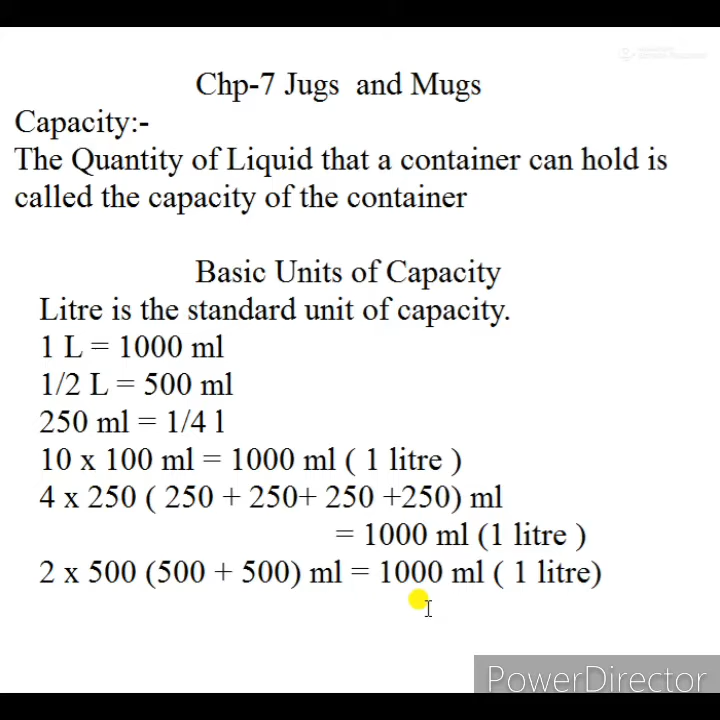 Chp-7 Jugs and Mugs
Capacity:-
The Quantity of Liquid that a container can hold is
called the capacity of the container
Basic Units of Capacity
Litre is the standard unit of capacity.
1 L = 1000 ml
1/2 L = 500 ml
250 ml = 1/4 l
10 x 100 ml = 1000 ml ( 1 litre )
4 x 250 ( 250 + 250+ 250 +250) ml
= 1000 ml (1 litre )
2 x 500 (500 + 500) ml = 1000 ml ( 1 litre)
PowerDirector